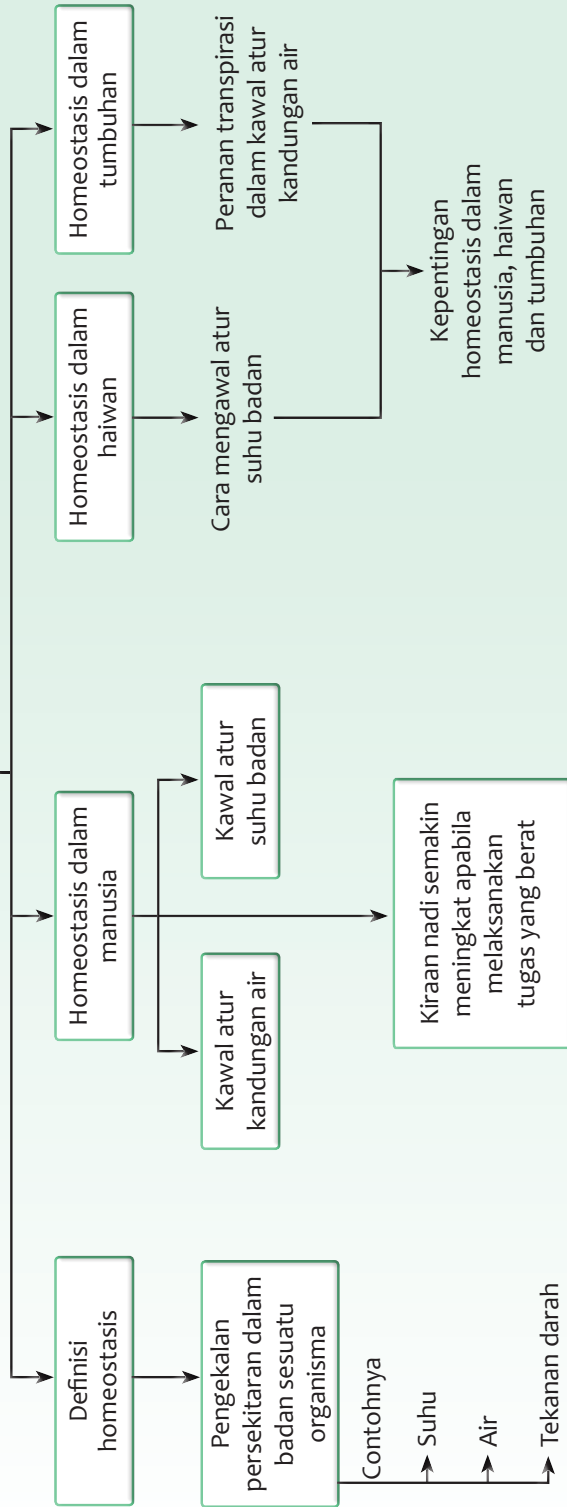 Definisi
homeostasis
Pengekalan
persekitaran dalam
badan sesuatu
organisma
Contohnya
Suhu
Air
Tekanan darah
Homeostasis dalam
manusia
Kawal atur
kandungan air
Kawal atur
suhu badan
Kiraan nadi semakin
meningkat apabila
melaksanakan
tugas yang berat
Homeostasis dalam
haiwan
Cara mengawal atur
suhu badan
Homeostasis dalam
tumbuhan
Peranan transpirasi
dalam kawal atur
kandungan air
Kepentingan
homeostasis dalam
manusia, haiwan
dan tumbuhan